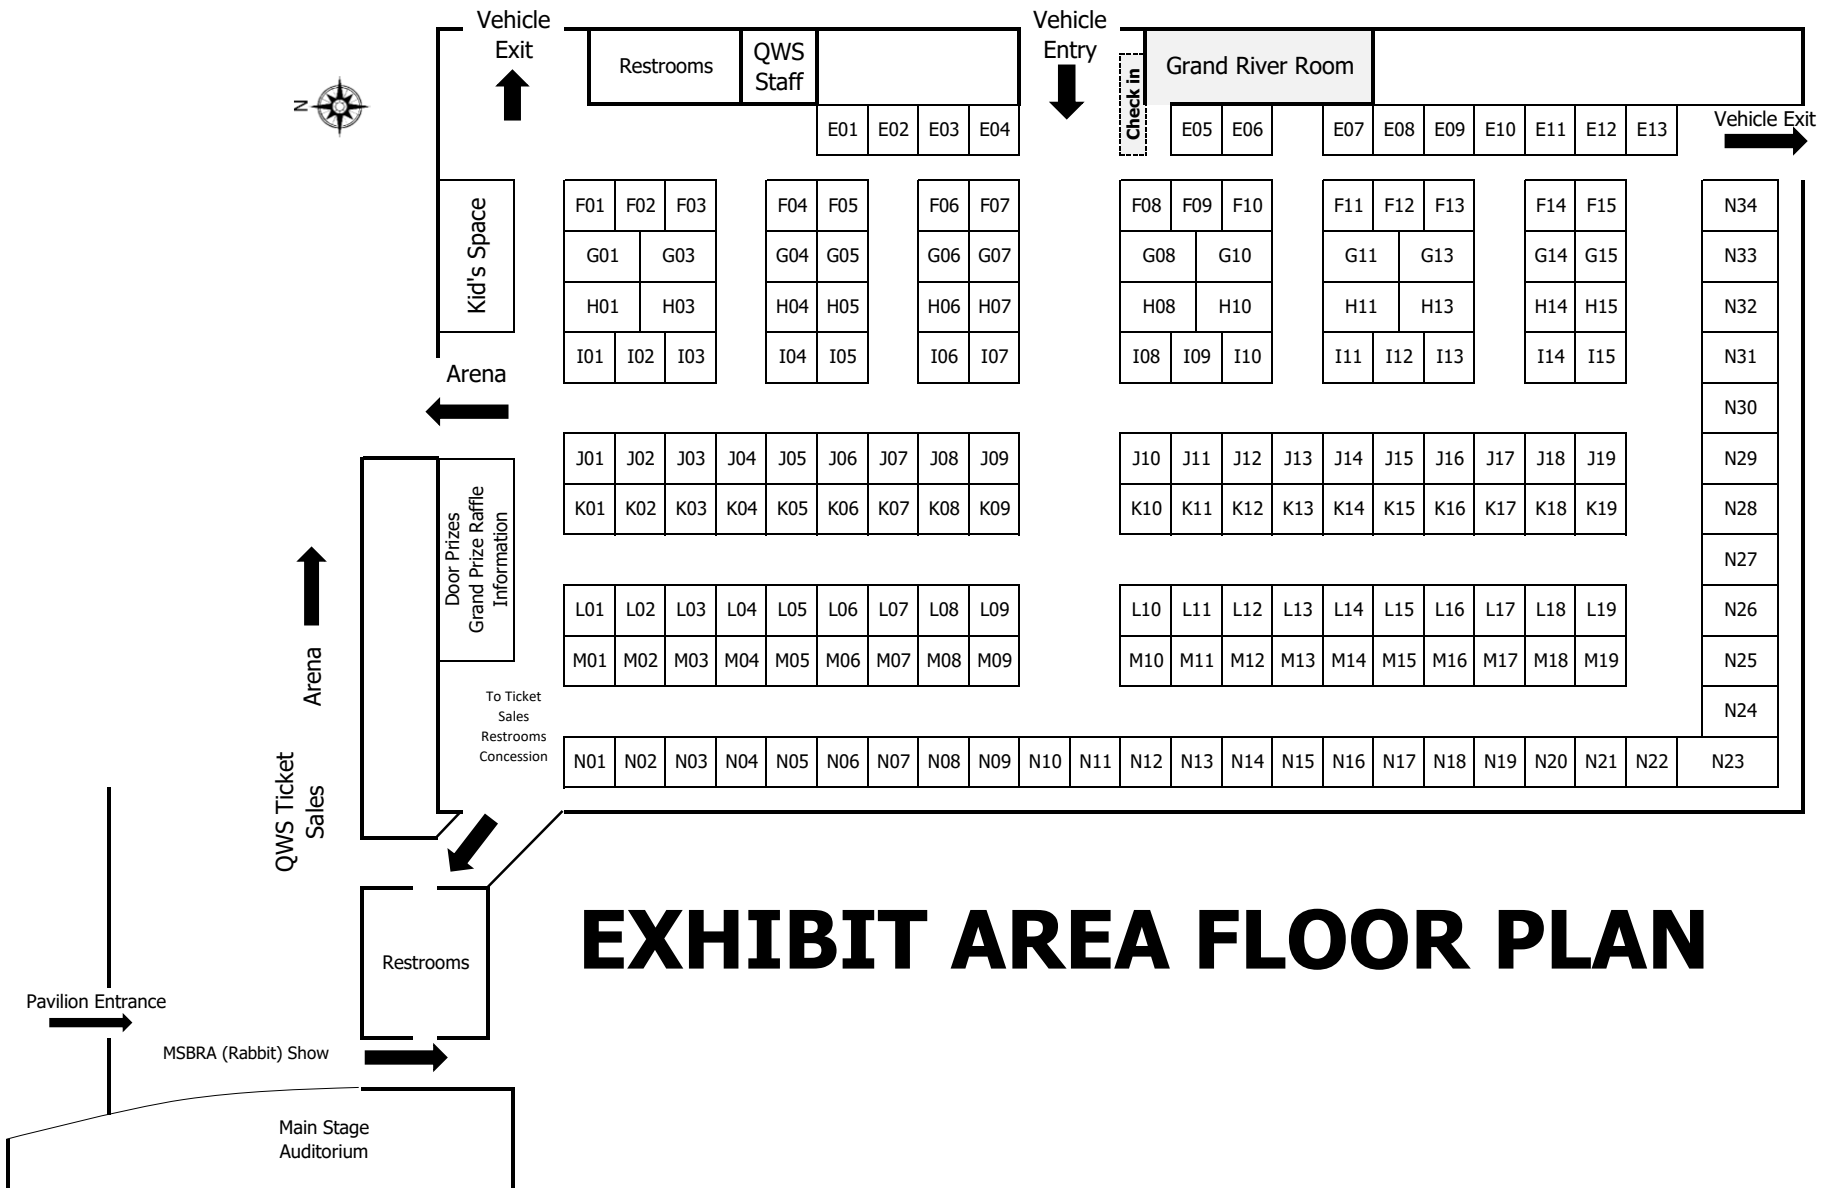 Vehicle
Exit
Vehicle
Entry
Restrooms
QWS
Staff
Grand River Room
Check in
N
E01 E02 E03 E04 E05 E06 E07 E08 E09 E10 E11 E12 E13
Vehicle Exit
Kid's Space
F01 F02 F03 F04 F05 F06 F07 F08 F09 F10 F11 F12 F13 F14 F15 N34
G01 G03 G04 G05 G06 G07 G08 G10 G11 G13 G14 G15 N33
H01 H03 H04 H05 H06 H07 H08 H10 H11 H13 H14 H15 N32
I01 I02 I03 I04 I05 I06 I07 I08 I09 I10 I11 I12 I13 I14 I15 N31
Arena
N30
J01 J02 J03 J04 J05 J06 J07 J08 J09 J10 J11 J12 J13 J14 J15 J16 J17 J18 J19 N29
K01 K02 K03 K04 K05 K06 K07 K08 K09 K10 K11 K12 K13 K14 K15 K16 K17 K18 K19 N28
Door Prizes
Grand Prize Raffle
Information
N27
L01 L02 L03 L04 L05 L06 L07 L08 L09 L10 L11 L12 L13 L14 L15 L16 L17 L18 L19 N26
M01 M02 M03 M04 M05 M06 M07 M08 M09 M10 M11 M12 M13 M14 M15 M16 M17 M18 M19 N25
Arena
To Ticket
Sales
Restrooms
Concession
N24
N01 N02 N03 N04 N05 N06 N07 N08 N09 N10 N11 N12 N13 N14 N15 N16 N17 N18 N19 N20 N21 N22 N23
QWS Ticket
Sales
EXHIBIT AREA FLOOR PLAN
Restrooms
Pavilion Entrance
MSBRA (Rabbit) Show
Main Stage
Auditorium